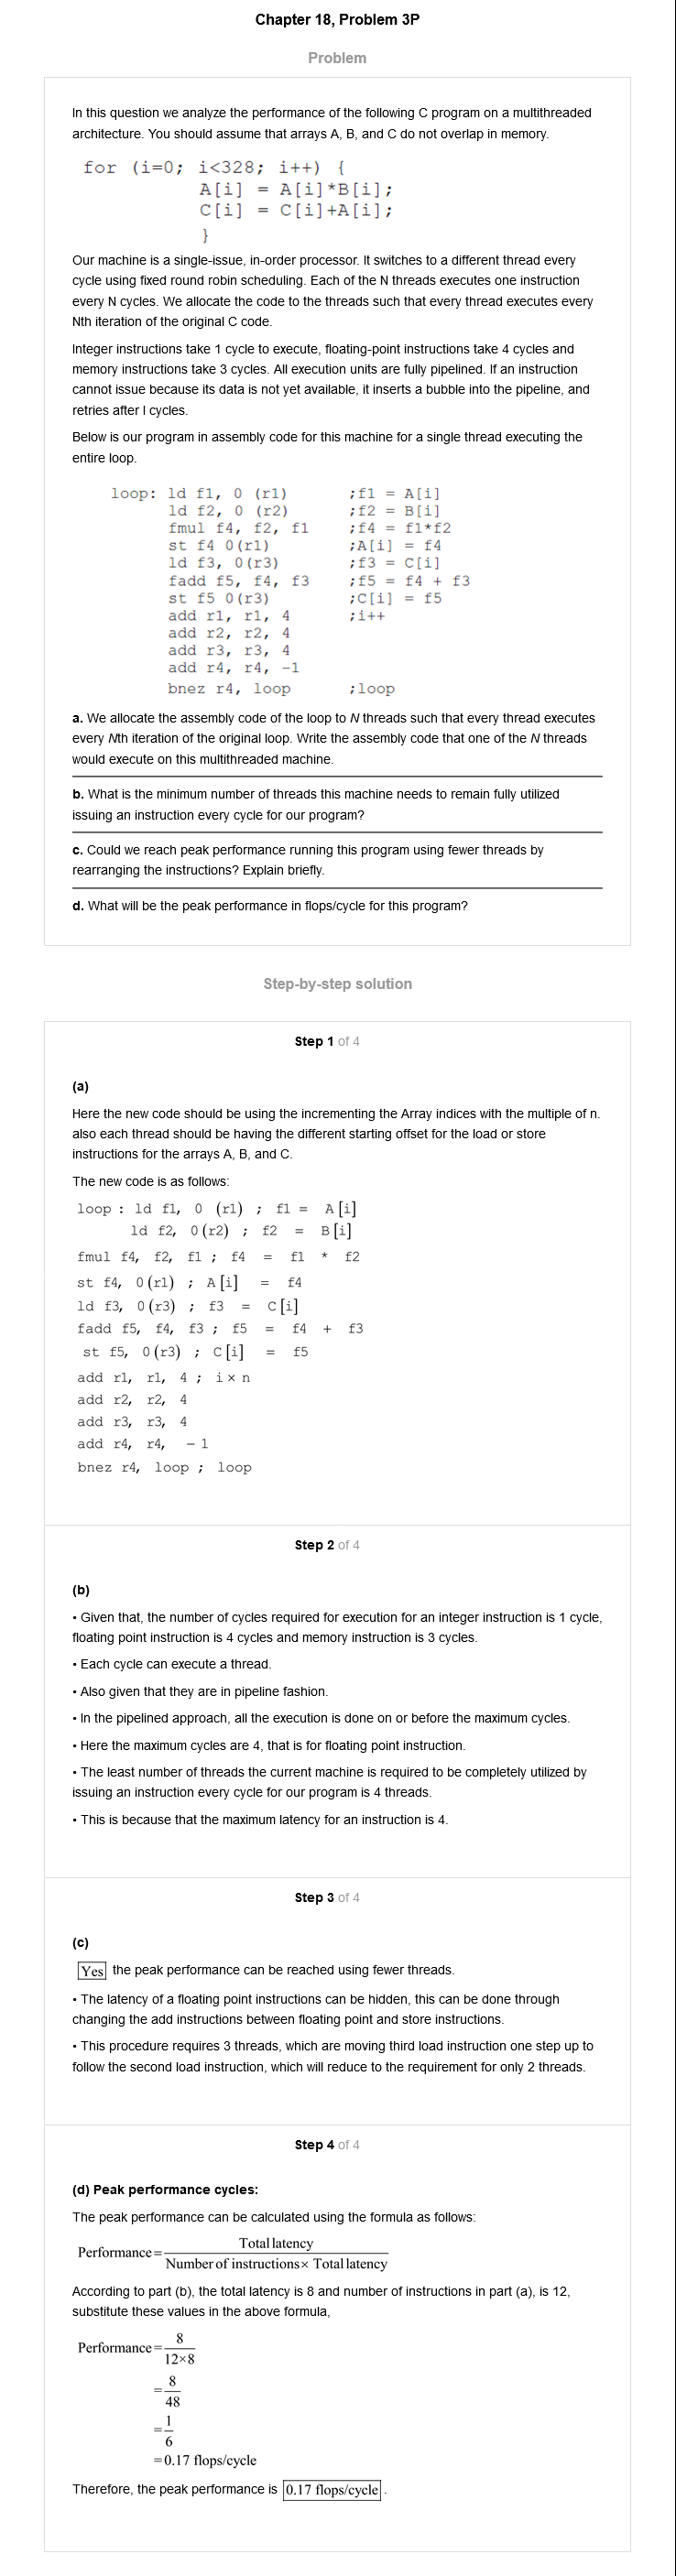 Chapter 18, Problem 3P
Problem
In this question we analyze the performance of the following C program on a multithreaded
architecture. You should assume that arrays A, B, and C do not overlap in memory.
for (i=0; i<328; i++) {
A[i] = A[i]*B[i];
C[i] = C[i]+A[i];
}
Our machine is a single-issue, in-order processor. It switches to a different thread every
cycle using fixed round robin scheduling. Each of the N threads executes one instruction
every N cycles. We allocate the code to the threads such that every thread executes every
Nth iteration of the original C code.
Integer instructions take 1 cycle to execute, floating-point instructions take 4 cycles and
memory instructions take 3 cycles. All execution units are fully pipelined. If an instruction
cannot issue because its data is not yet available, it inserts a bubble into the pipeline, and
retries after l cycles.
Below is our program in assembly code for this machine for a single thread executing the
entire loop.
loop: ld f1, 0 (r1) ;f1 = A[i]
ld f2, 0 (r2) ;f2 = B[i]
fmul f4, f2, f1 ;f4 = f1*f2
st f4 0(r1) ;A[i] = f4
ld f3, 0(r3) ;f3 = C[i]
fadd f5, f4, f3 ;f5 = f4 + f3
st f5 0(r3) ;C[i] = f5
add r1, r1, 4 ;i++
add r2, r2, 4
add r3, r3, 4
add r4, r4, -1
bnez r4, loop ;loop
a. We allocate the assembly code of the loop to N threads such that every thread executes
every Nth iteration of the original loop. Write the assembly code that one of the N threads
would execute on this multithreaded machine.
b. What is the minimum number of threads this machine needs to remain fully utilized
issuing an instruction every cycle for our program?
c. Could we reach peak performance running this program using fewer threads by
rearranging the instructions? Explain briefly.
d. What will be the peak performance in flops/cycle for this program?
Step-by-step solution
Step 1 of 4
(a)
Here the new code should be using the incrementing the Array indices with the multiple of n.
also each thread should be having the different starting offset for the load or store
instructions for the arrays A, B, and C.
The new code is as follows:
loop : ld f1, 0 (r1) ; f1 = A[i]
ld f2, 0(r2) ; f2 = B[i]
fmul f4, f2, f1 ; f4 = f1 * f2
st f4, 0(r1) ; A[i] = f4
ld f3, 0(r3) ; f3 = C[i]
fadd f5, f4, f3 ; f5 = f4 + f3
st f5, 0(r3) ; C[i] = f5
add r1, r1, 4 ; i×n
add r2, r2, 4
add r3, r3, 4
add r4, r4, −1
bnez r4, loop ; loop
Step 2 of 4
(b)
• Given that, the number of cycles required for execution for an integer instruction is 1 cycle,
floating point instruction is 4 cycles and memory instruction is 3 cycles.
• Each cycle can execute a thread.
• Also given that they are in pipeline fashion.
• In the pipelined approach, all the execution is done on or before the maximum cycles.
• Here the maximum cycles are 4, that is for floating point instruction.
• The least number of threads the current machine is required to be completely utilized by
issuing an instruction every cycle for our program is 4 threads.
• This is because that the maximum latency for an instruction is 4.
Step 3 of 4
(c)
Yes the peak performance can be reached using fewer threads.
• The latency of a floating point instructions can be hidden, this can be done through
changing the add instructions between floating point and store instructions.
• This procedure requires 3 threads, which are moving third load instruction one step up to
follow the second load instruction, which will reduce to the requirement for only 2 threads.
Step 4 of 4
(d) Peak performance cycles:
The peak performance can be calculated using the formula as follows:
Total latency
Performance=
Number of instructions× Total latency
According to part (b), the total latency is 8 and number of instructions in part (a), is 12,
substitute these values in the above formula,
8
Performance=
12×8
8
=
48
1
=
6
=0.17 flops/cycle
Therefore, the peak performance is 0.17 flops/cycle.